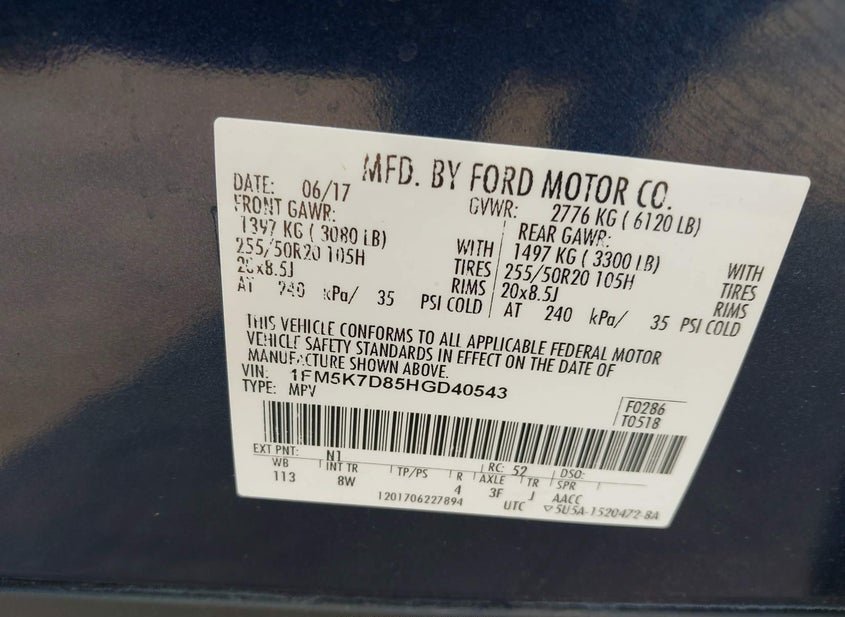 MFD. BY FORD MOTOR CO.
DATE: 06/17 GVWR: 2776 KG ( 6120 LB)
FRONT GAWR: REAR GAWR:
1397 KG ( 3080 LB) WITH 1497 KG ( 3300 LB) WITH
255/50R20 105H TIRES 255/50R20 105H TIRES
20x8.5J RIMS 20x8.5J RIMS
AT 240 kPa/ 35 PSI COLD AT 240 kPa/ 35 PSI COLD
THIS VEHICLE CONFORMS TO ALL APPLICABLE FEDERAL MOTOR
VEHICLE SAFETY STANDARDS IN EFFECT ON THE DATE OF
MANUFACTURE SHOWN ABOVE.
VIN: 1FM5K7D85HGD40543
TYPE: MPV
F0286
T0518
EXT PNT: N1 RC: 52 DSO:
WB INT TR TP/PS R AXLE TR SPR
113 8W 4 3F J AACC
1201706227894 UTC ▽5U5A-1520472-BA